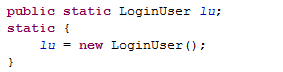 public static LoginUser lu;
static {
    lu = new LoginUser();
}